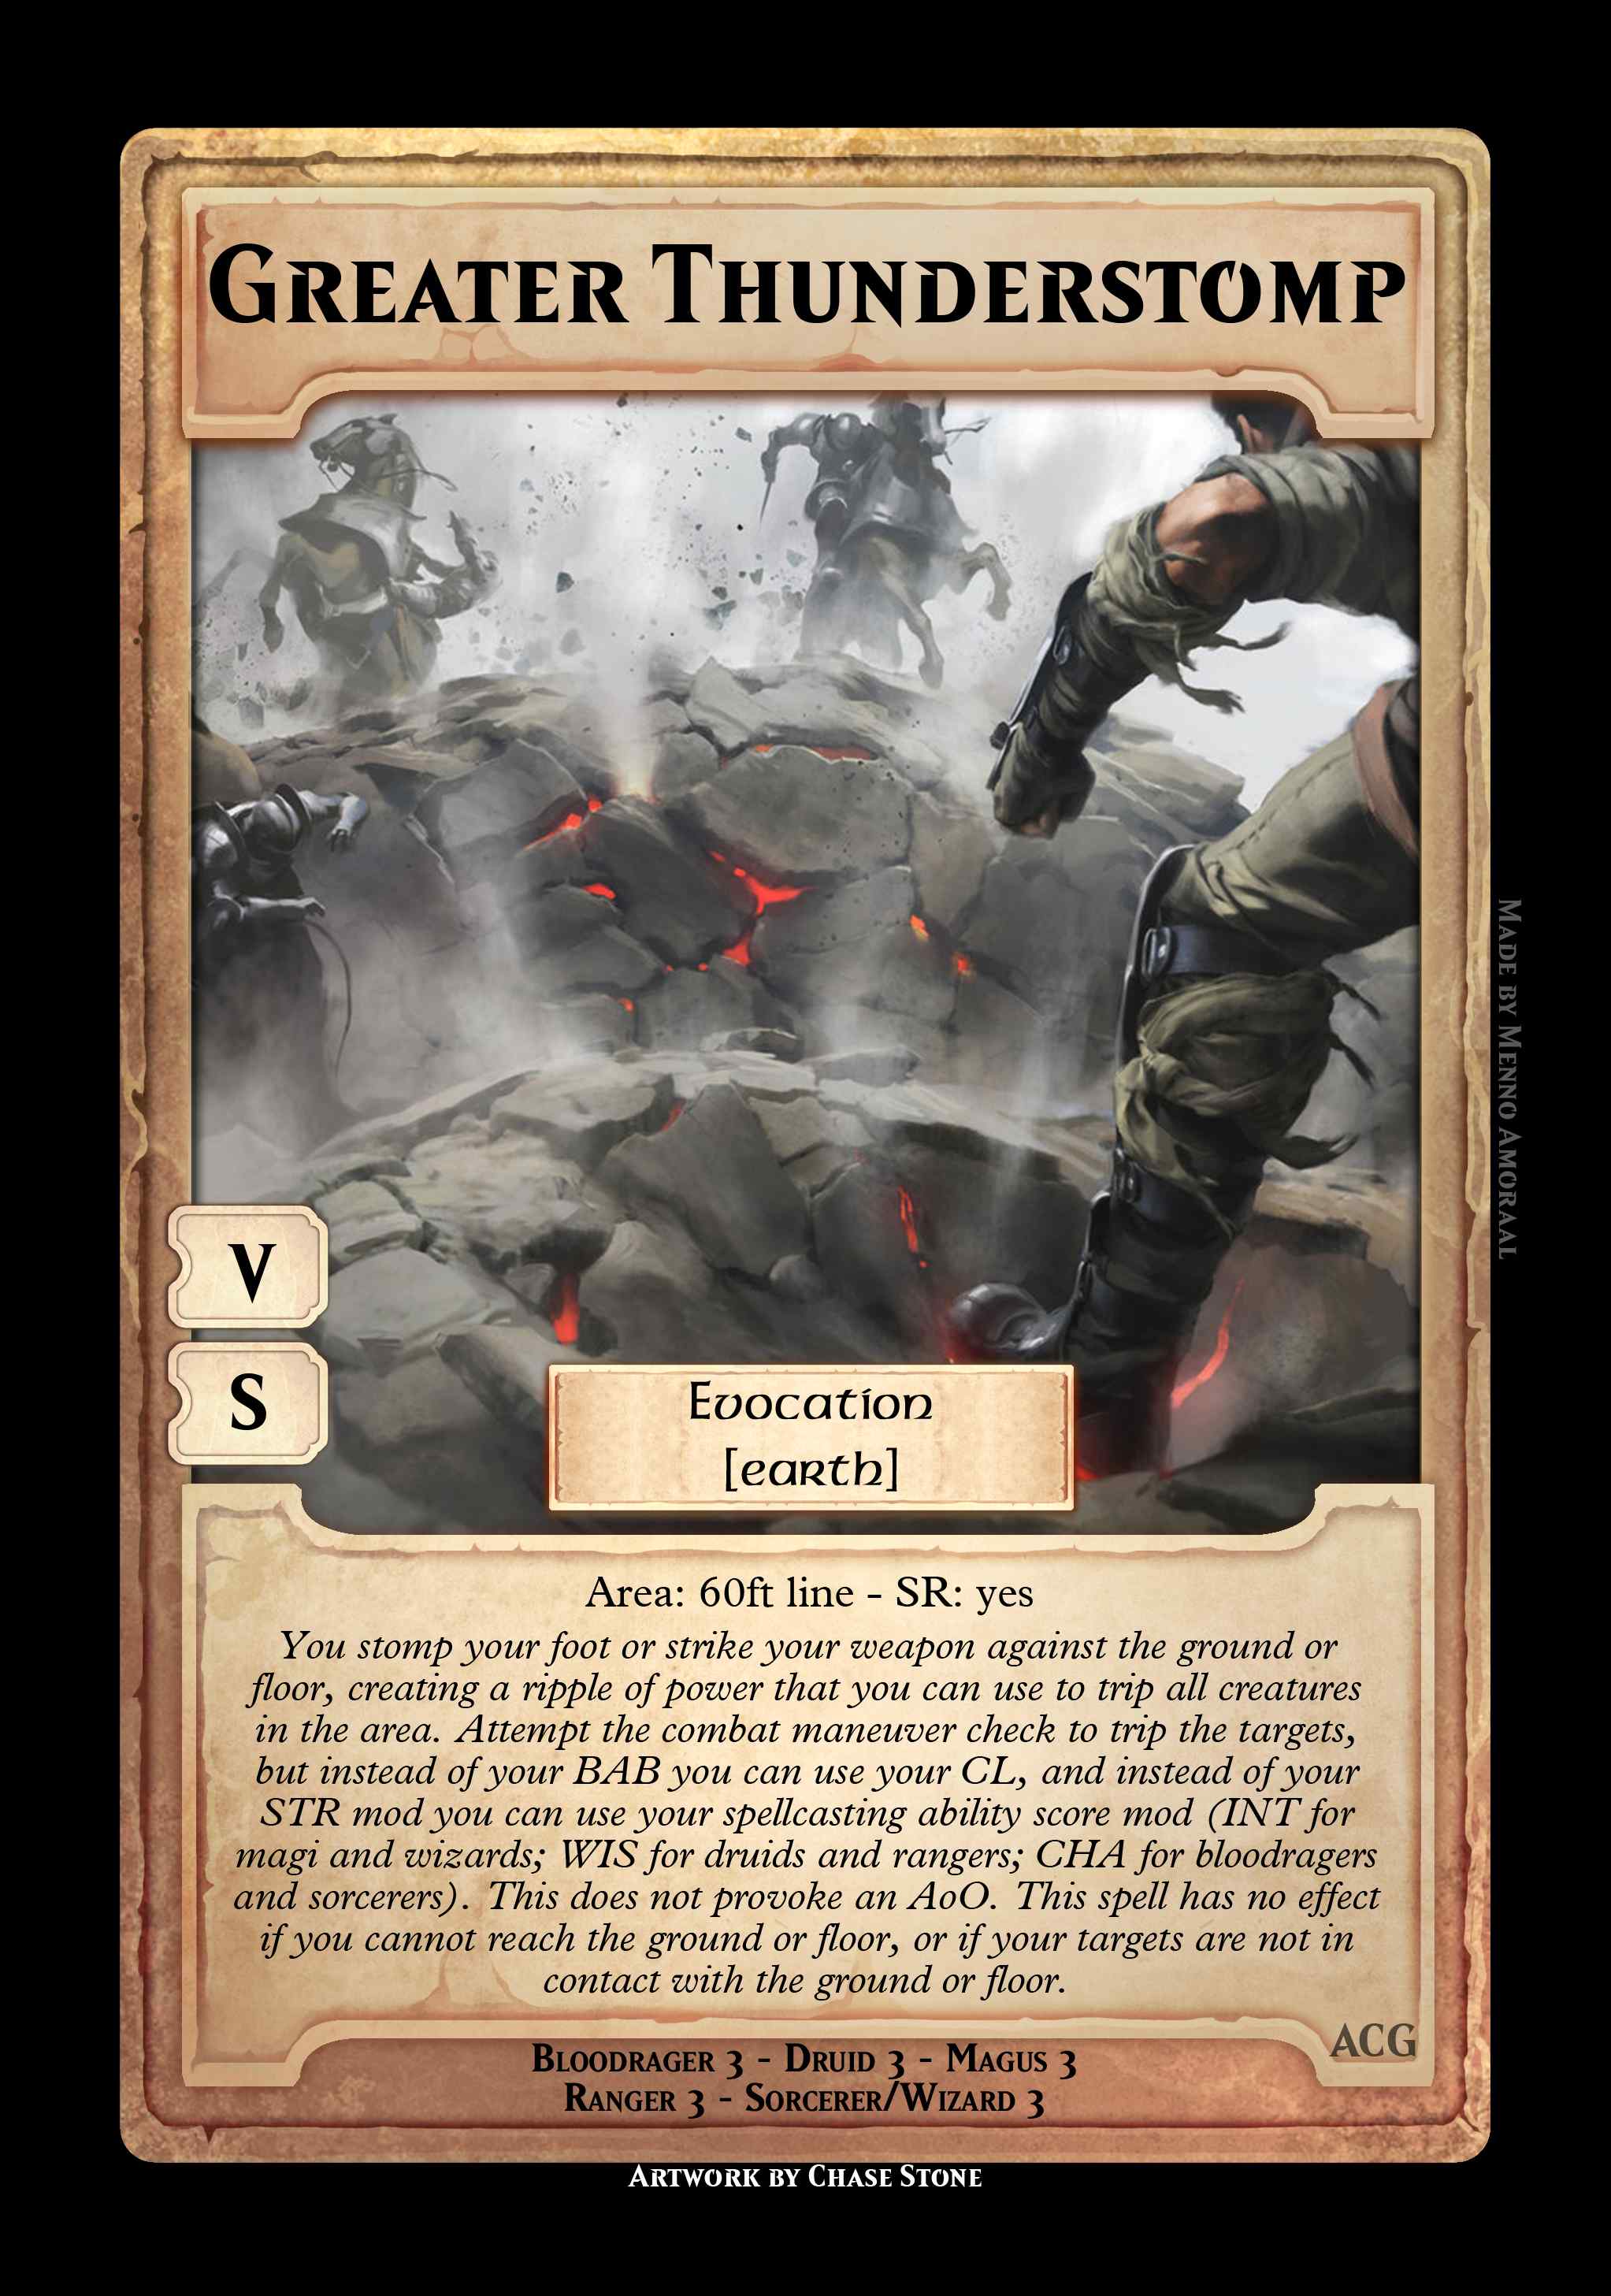 Greater Thunderstomp
Made by Menno Amoraal
V
S
Evocation
[earth]
Area: 60ft line - SR: yes
You stomp your foot or strike your weapon against the ground or
floor, creating a ripple of power that you can use to trip all creatures
in the area. Attempt the combat maneuver check to trip the targets,
but instead of your BAB you can use your CL, and instead of your
STR mod you can use your spellcasting ability score mod (INT for
magi and wizards; WIS for druids and rangers; CHA for bloodragers
and sorcerers). This does not provoke an AoO. This spell has no effect
if you cannot reach the ground or floor, or if your targets are not in
contact with the ground or floor.
ACG
Bloodrager 3 - Druid 3 - Magus 3
Ranger 3 - Sorcerer/Wizard 3
Artwork by Chase Stone